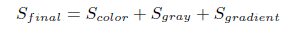 S_{final} = S_{color} + S_{gray} + S_{gradient}